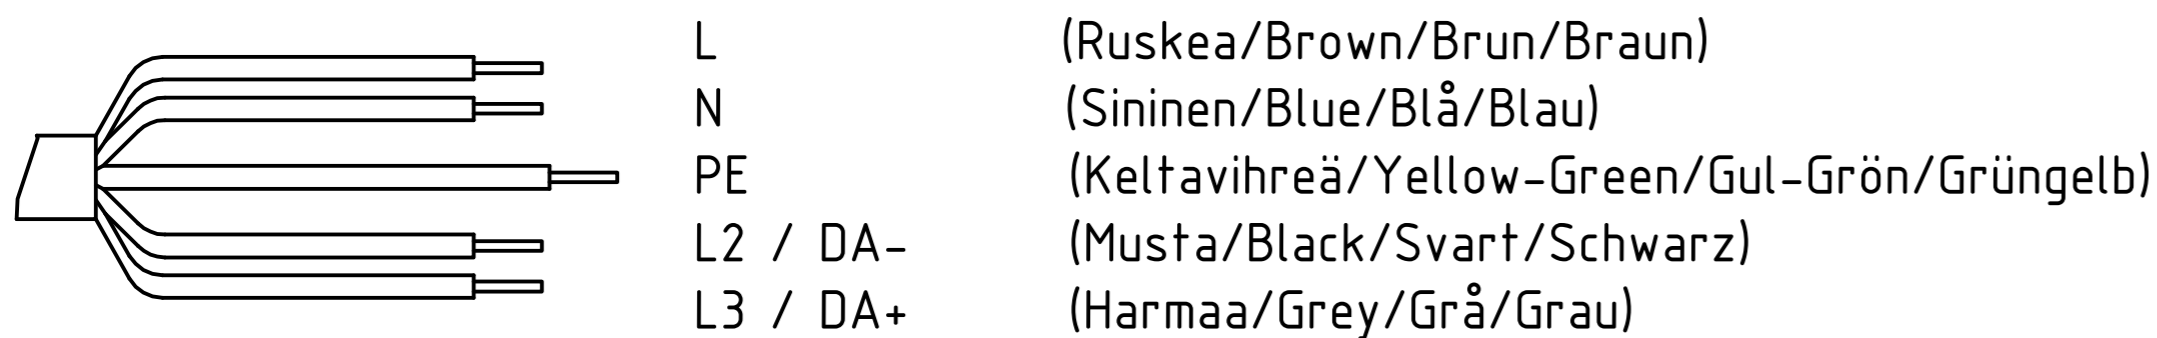 L (Ruskea/Brown/Brun/Braun)
N (Sininen/Blue/Blå/Blau)
PE (Keltavihreä/Yellow-Green/Gul-Grön/Grüngelb)
L2 / DA- (Musta/Black/Svart/Schwarz)
L3 / DA+ (Harmaa/Grey/Grå/Grau)